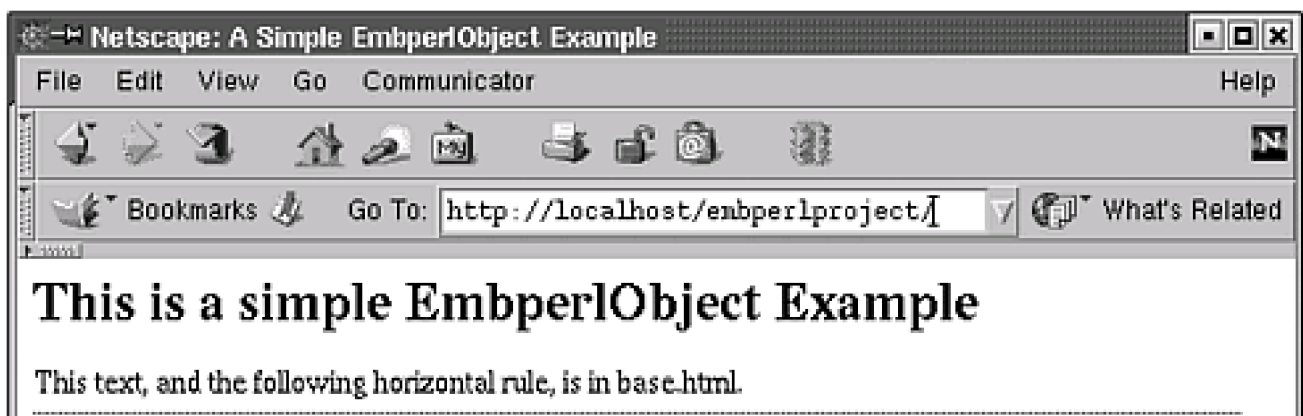 Netscape: A Simple EmbperlObject Example
File Edit View Go Communicator Help
My N
Bookmarks Go To: http://localhost/embperlproject/ What's Related
This is a simple EmbperlObject Example
This text, and the following horizontal rule, is in base.html.